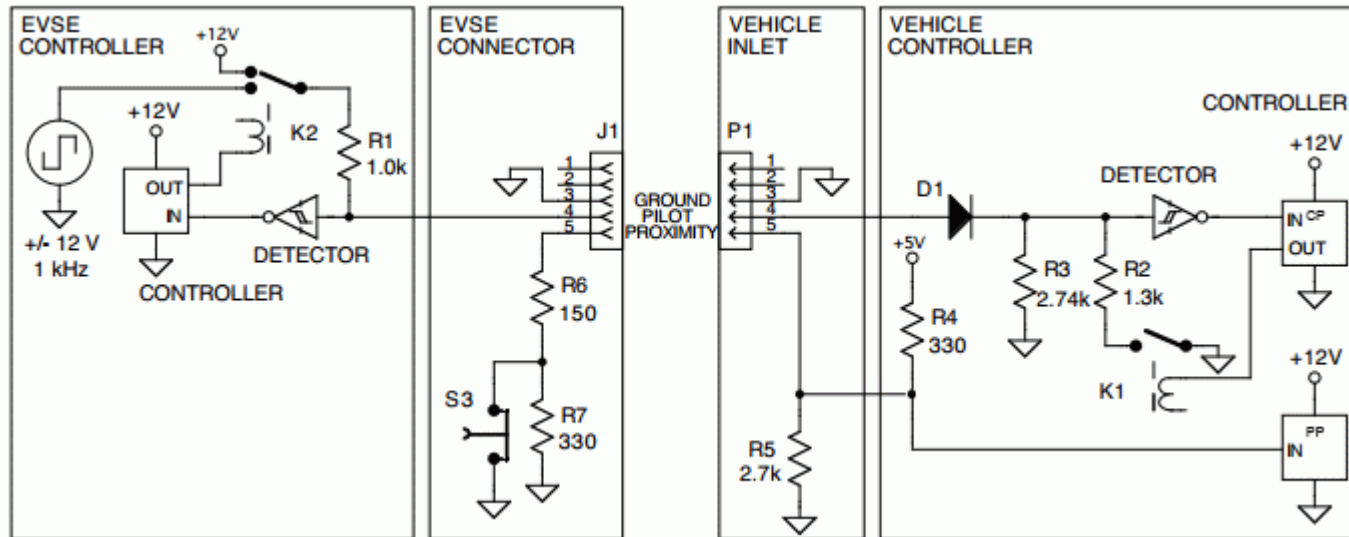 EVSE
CONTROLLER
+12V
+12V
K2
R1
1.0k
OUT
IN
+/- 12 V
1 kHz
DETECTOR
CONTROLLER
EVSE
CONNECTOR
J1
1
2
3
4
5
R6
150
S3
R7
330
GROUND
PILOT
PROXIMITY
VEHICLE
INLET
P1
1
2
3
4
5
R5
2.7k
VEHICLE
CONTROLLER
CONTROLLER
+12V
D1
DETECTOR
IN CP
OUT
+5V
R3
2.74k
R2
1.3k
R4
330
K1
+12V
PP
IN